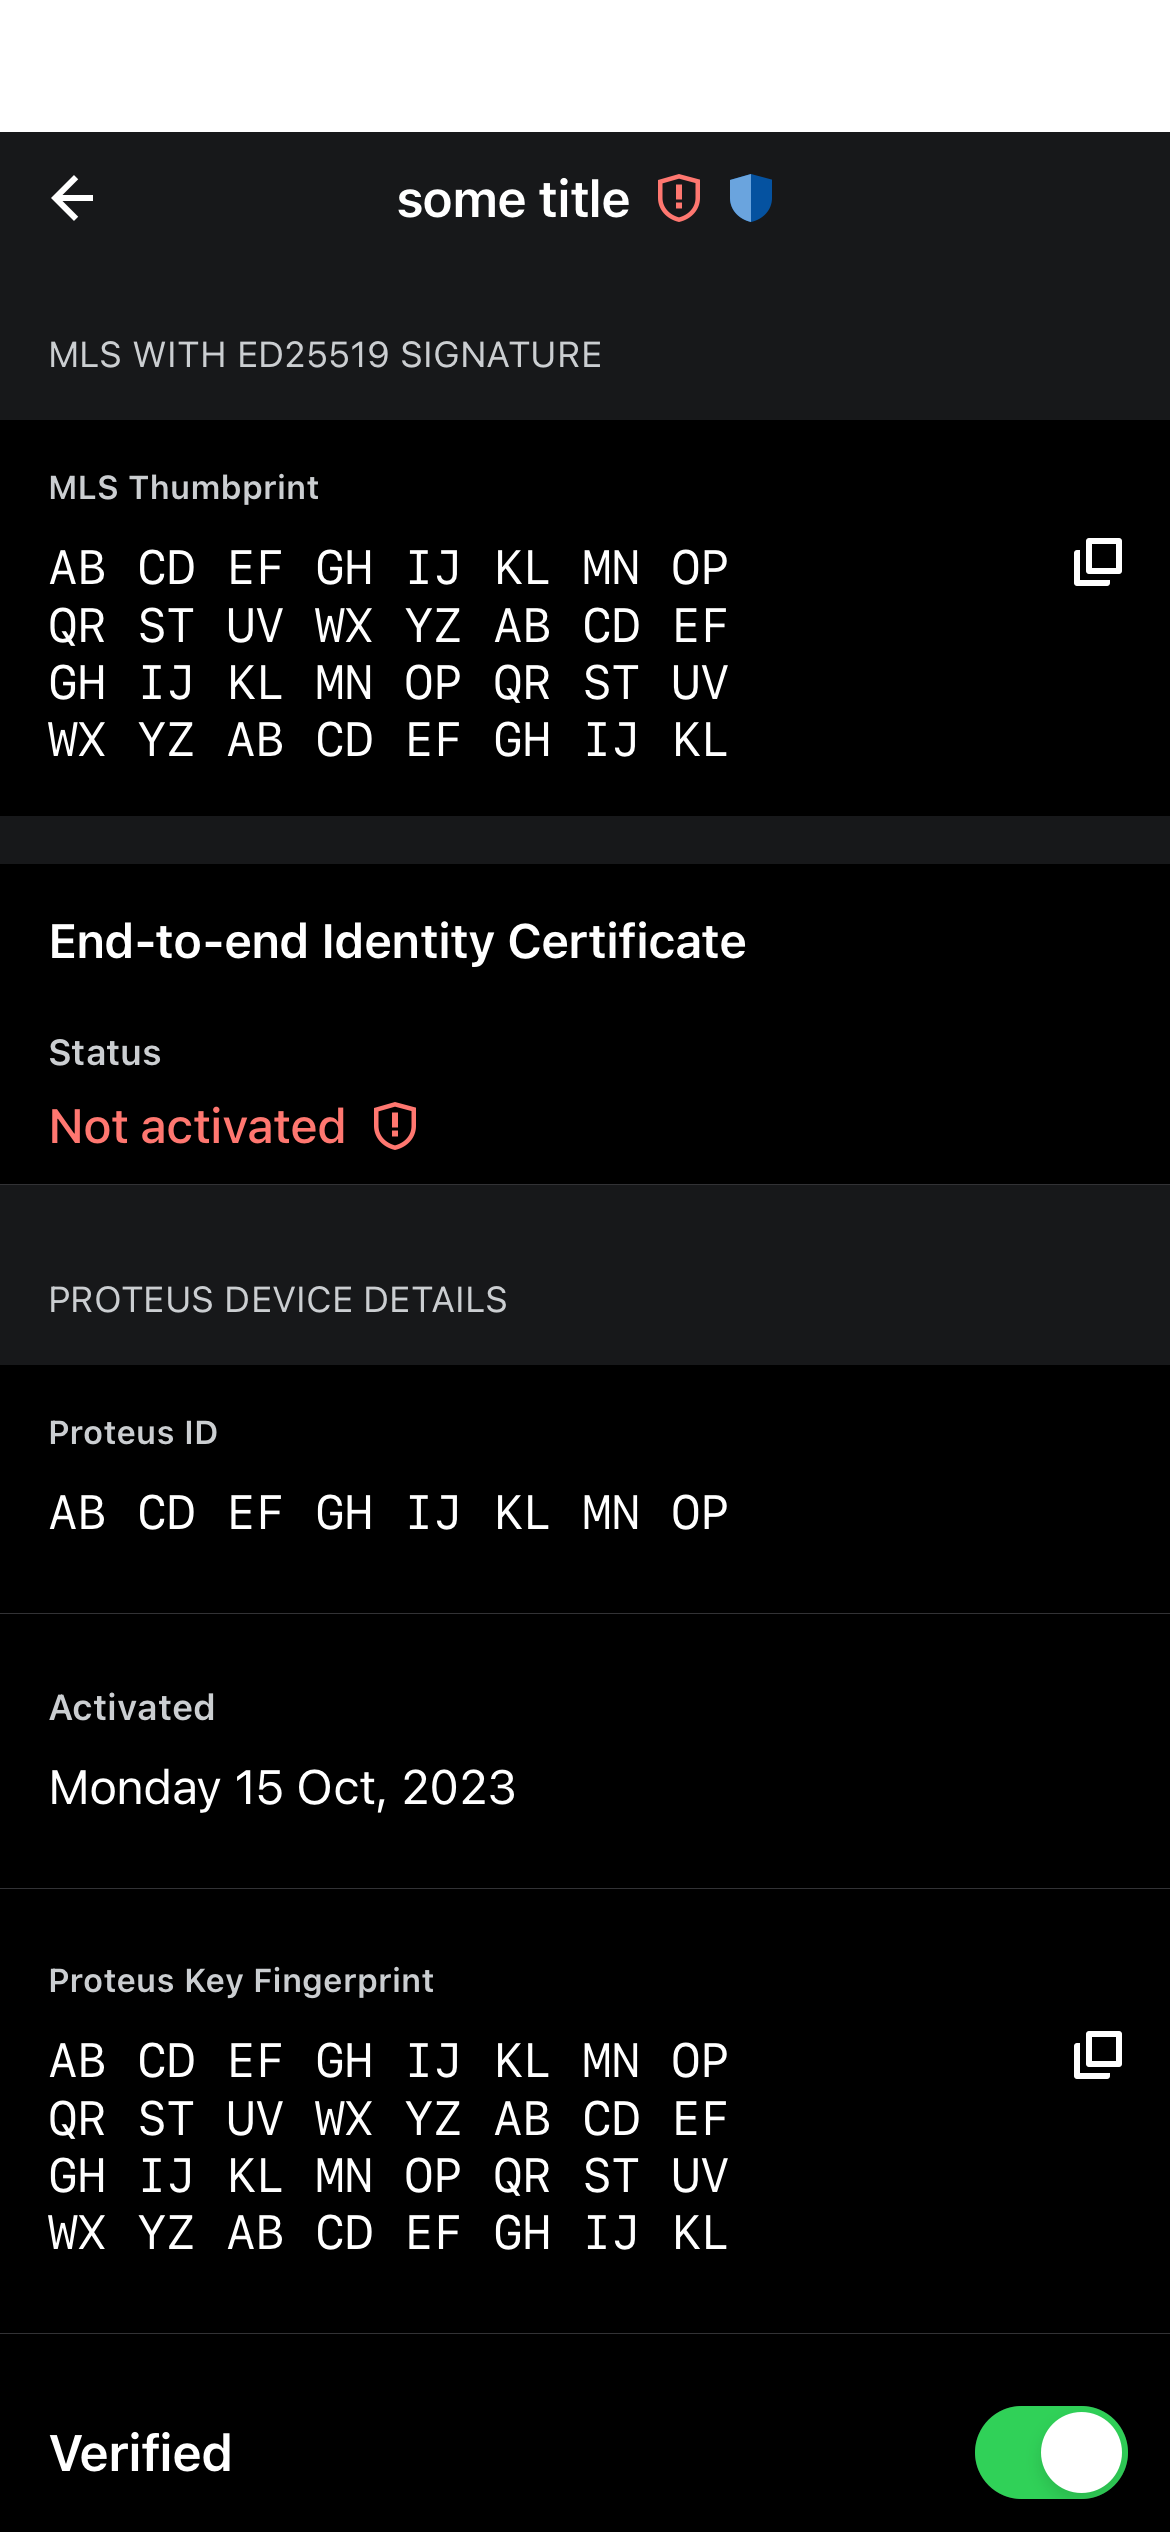 some title
MLS WITH ED25519 SIGNATURE
MLS Thumbprint
AB CD EF GH IJ KL MN OP
QR ST UV WX YZ AB CD EF
GH IJ KL MN OP QR ST UV
WX YZ AB CD EF GH IJ KL
End-to-end Identity Certificate
Status
Not activated
PROTEUS DEVICE DETAILS
Proteus ID
AB CD EF GH IJ KL MN OP
Activated
Monday 15 Oct, 2023
Proteus Key Fingerprint
AB CD EF GH IJ KL MN OP
QR ST UV WX YZ AB CD EF
GH IJ KL MN OP QR ST UV
WX YZ AB CD EF GH IJ KL
Verified